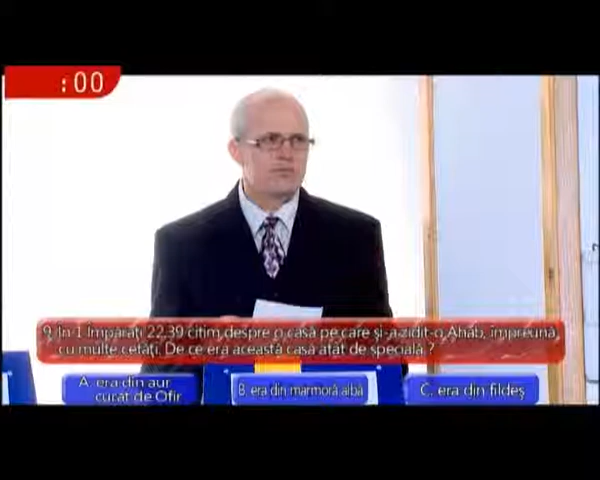 :00
9. În 1 Împărați 22,39 citim despre o casă pe care și-a zidit-o Ahab, împreună
cu multe cetăți. De ce era această casă atât de specială ?
A. era din aur
curat de Ofir
B. era din marmoră albă
C. era din fildeș